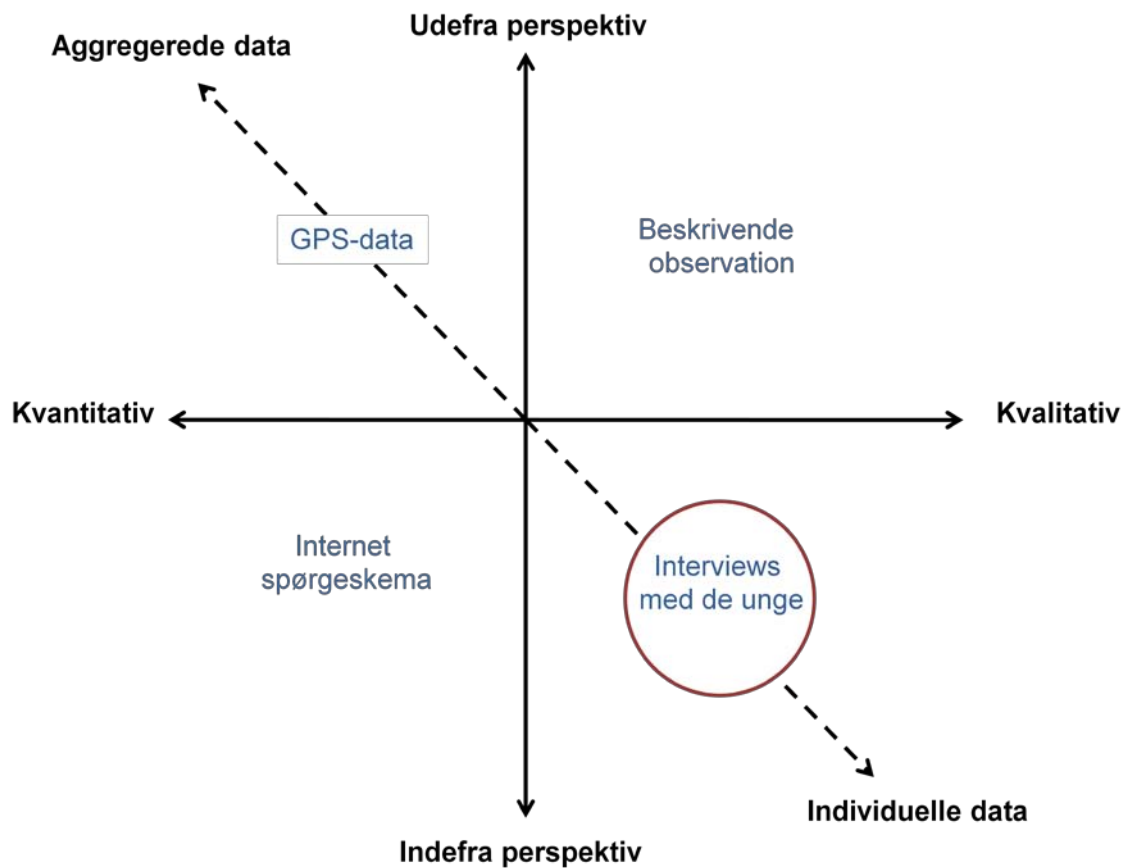 Udefra perspektiv
Aggregerede data
GPS-data
Beskrivende
observation
Kvantitativ
Kvalitativ
Internet
spørgeskema
Interviews
med de unge
Individuelle data
Indefra perspektiv